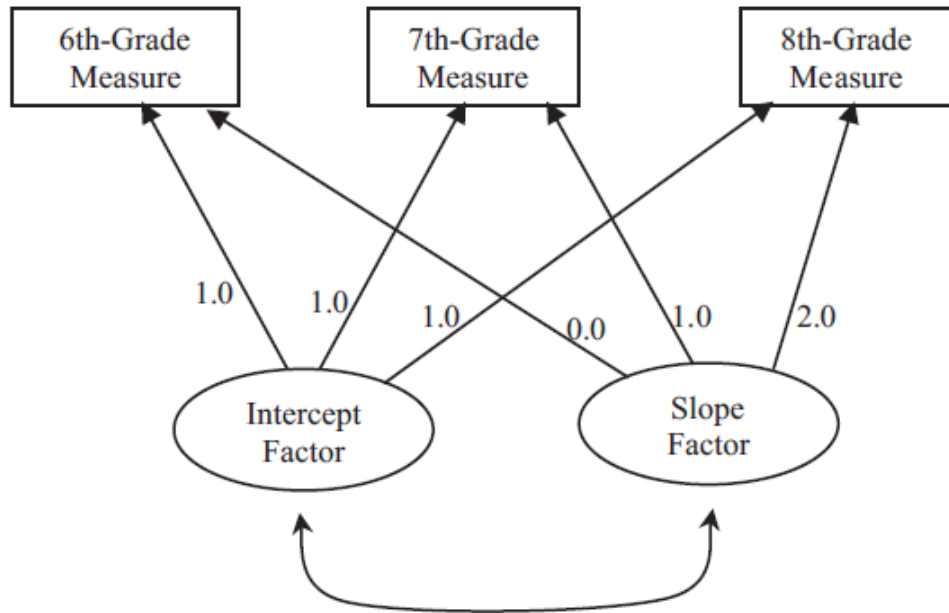 6th-Grade
Measure
7th-Grade
Measure
8th-Grade
Measure
1.0
1.0
1.0
0.0
1.0
2.0
Intercept
Factor
Slope
Factor